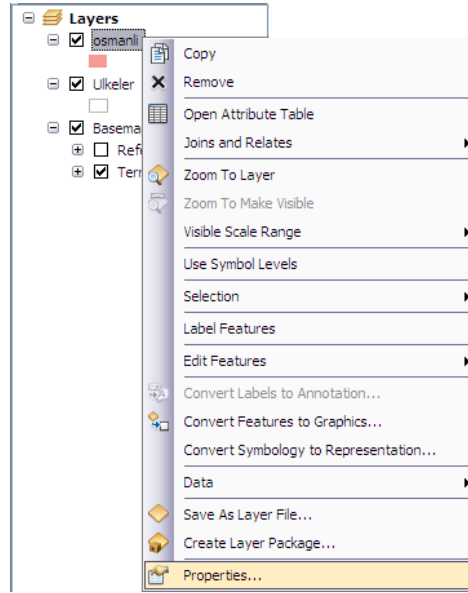 Layers
osmanli
Ulkeler
Basema
Refe
Terr
Copy
Remove
Open Attribute Table
Joins and Relates
Zoom To Layer
Zoom To Make Visible
Visible Scale Range
Use Symbol Levels
Selection
Label Features
Edit Features
Convert Labels to Annotation...
Convert Features to Graphics...
Convert Symbology to Representation...
Data
Save As Layer File...
Create Layer Package...
Properties...